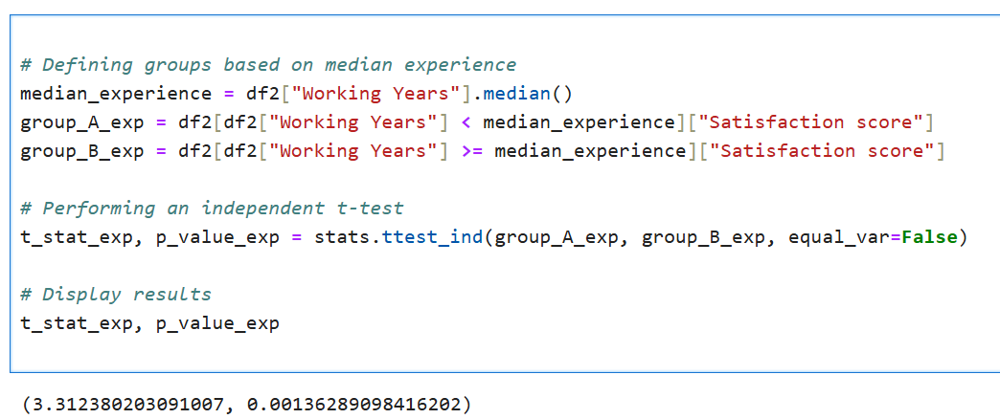 # Defining groups based on median experience
median_experience = df2["Working Years"].median()
group_A_exp = df2[df2["Working Years"] < median_experience]["Satisfaction score"]
group_B_exp = df2[df2["Working Years"] >= median_experience]["Satisfaction score"]
# Performing an independent t-test
t_stat_exp, p_value_exp = stats.ttest_ind(group_A_exp, group_B_exp, equal_var=False)
# Display results
t_stat_exp, p_value_exp
(3.312380203091007, 0.00136289098416202)